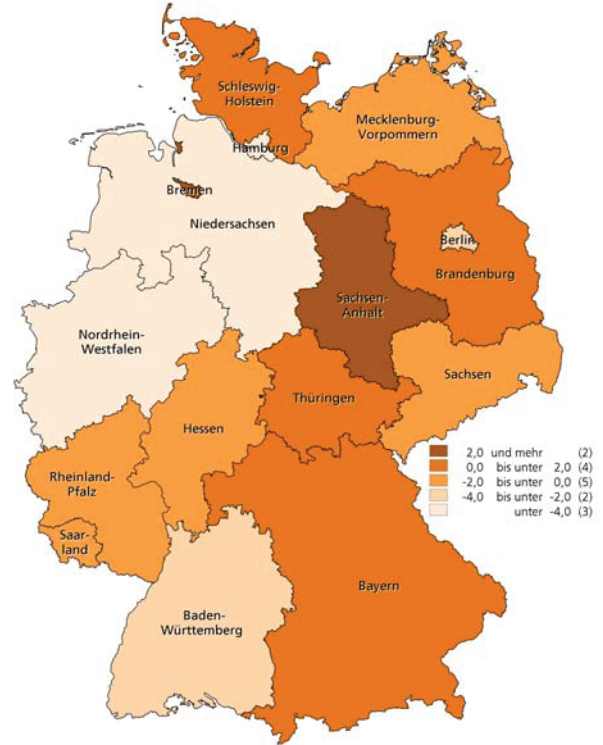 Schleswig-
Holstein
Mecklenburg-
Vorpommern
Hamburg
Bremen
Niedersachsen
Berlin
Brandenburg
Sachsen-
Anhalt
Nordrhein-
Westfalen
Sachsen
Thüringen
Hessen
Rheinland-
Pfalz
Saar-
land
Bayern
Baden-
Württemberg
2,0 und mehr (2)
0,0 bis unter 2,0 (4)
-2,0 bis unter 0,0 (5)
-4,0 bis unter -2,0 (2)
unter -4,0 (3)